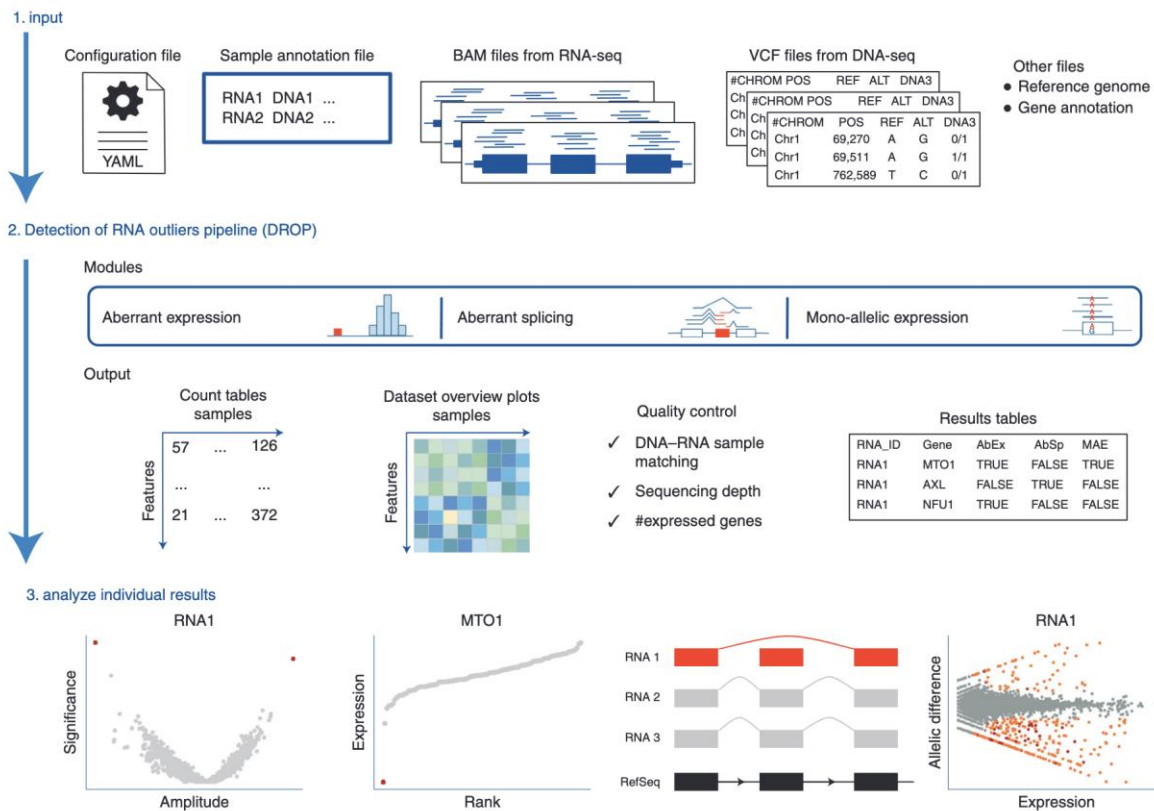 1. input
Configuration file
YAML
Sample annotation file
RNA1 DNA1 ...
RNA2 DNA2 ...
BAM files from RNA-seq
VCF files from DNA-seq
#CHROM POS REF ALT DNA3
Ch
Ch
Ch
#CHROM POS REF ALT DNA3
Ch
Ch
Ch
#CHROM POS REF ALT DNA3
Chr1 69,270 A G 0/1
Chr1 69,511 A G 1/1
Chr1 762,589 T C 0/1
Other files
● Reference genome
● Gene annotation
2. Detection of RNA outliers pipeline (DROP)
Modules
Aberrant expression
Aberrant splicing
Mono-allelic expression
A
A
A
A
A
G
Output
Count tables
samples
Features
57 ... 126
... ...
21 ... 372
Dataset overview plots
samples
Features
Quality control
✓ DNA–RNA sample
matching
✓ Sequencing depth
✓ #expressed genes
Results tables
RNA_ID Gene AbEx AbSp MAE
RNA1 MTO1 TRUE FALSE TRUE
RNA1 AXL FALSE TRUE FALSE
RNA1 NFU1 TRUE FALSE FALSE
3. analyze individual results
RNA1
Significance
Amplitude
MTO1
Expression
Rank
RNA 1
RNA 2
RNA 3
RefSeq
RNA1
Allelic difference
Expression